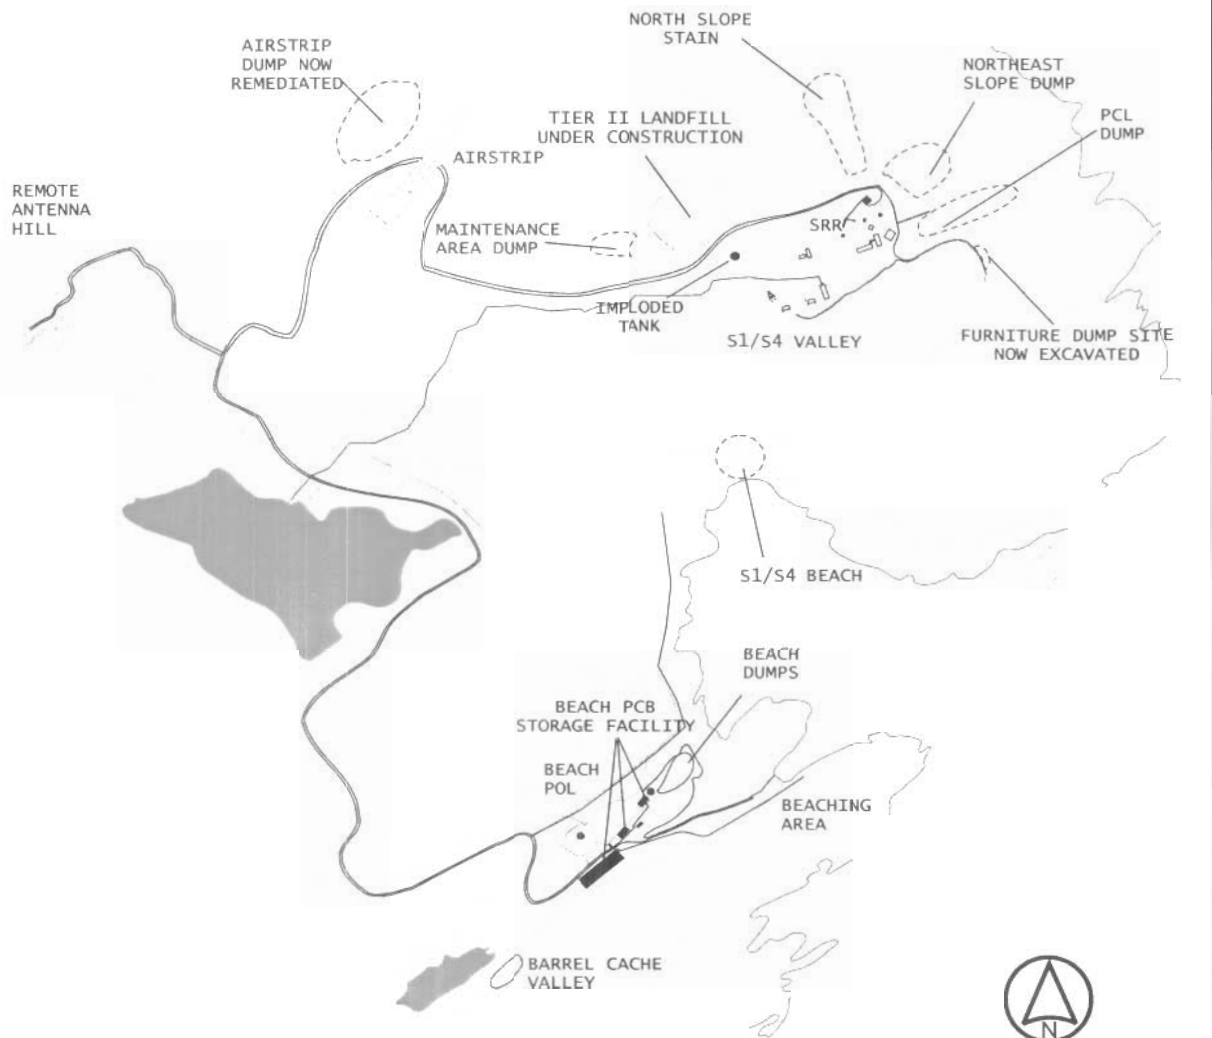 NORTH SLOPE
STAIN
AIRSTRIP
DUMP NOW
REMEDIATED
NORTHEAST
SLOPE DUMP
TIER II LANDFILL
UNDER CONSTRUCTION
PCL
DUMP
AIRSTRIP
REMOTE
ANTENNA
HILL
MAINTENANCE
AREA DUMP
SRR
IMPLODED
TANK
S1/S4 VALLEY
FURNITURE DUMP SITE
NOW EXCAVATED
S1/S4 BEACH
BEACH
DUMPS
BEACH PCB
STORAGE FACILITY
BEACH
POL
BEACHING
AREA
BARREL CACHE
VALLEY
N